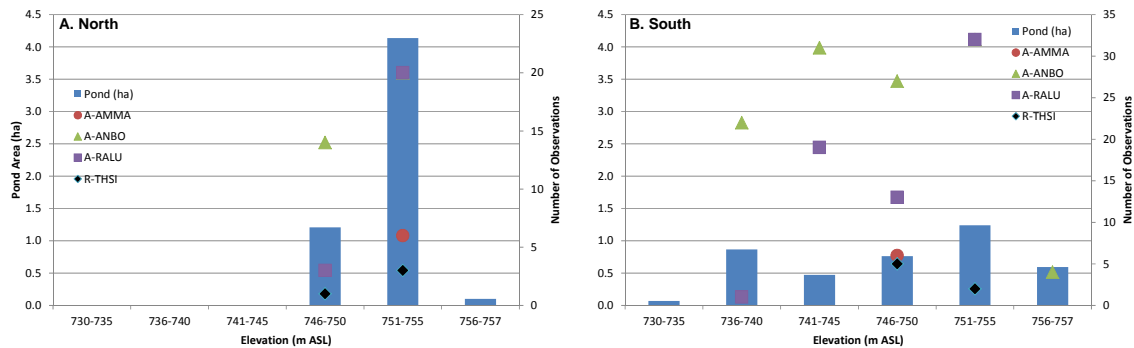 A. North
Pond Area (ha)
4.5
4.0
3.5
3.0
2.5
2.0
1.5
1.0
0.5
0.0
Pond (ha)
A-AMMA
A-ANBO
A-RALU
R-THSI
25
20
15
10
5
0
Number of Observations
730-735 736-740 741-745 746-750 751-755 756-757
Elevation (m ASL)
B. South
4.5
4.0
3.5
3.0
2.5
2.0
1.5
1.0
0.5
0.0
Pond (ha)
A-AMMA
A-ANBO
A-RALU
R-THSI
35
30
25
20
15
10
5
0
Number of Observations
730-735 736-740 741-745 746-750 751-755 756-757
Elevation (m ASL)